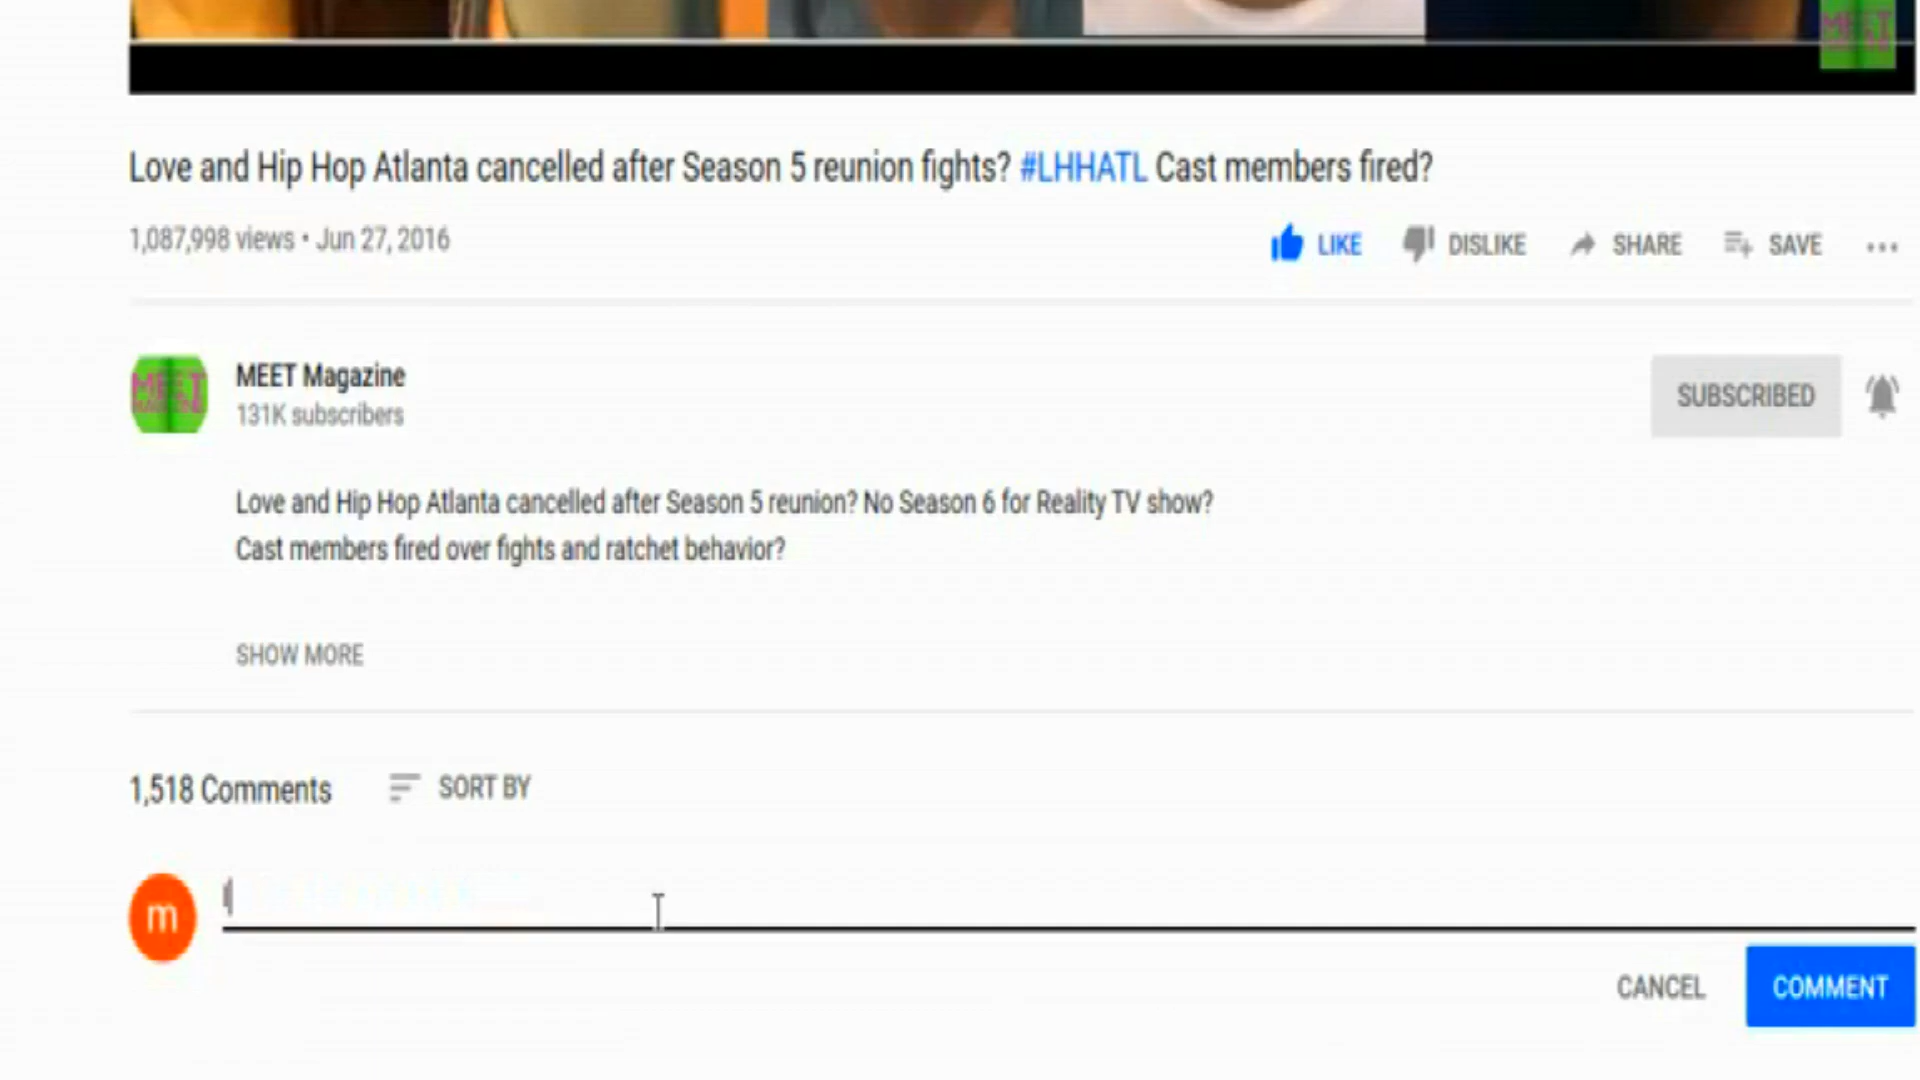 Love and Hip Hop Atlanta cancelled after Season 5 reunion fights? #LHHATL Cast members fired?
1,087,998 views • Jun 27, 2016
LIKE DISLIKE SHARE SAVE
MEET Magazine
131K subscribers
SUBSCRIBED
Love and Hip Hop Atlanta cancelled after Season 5 reunion? No Season 6 for Reality TV show?
Cast members fired over fights and ratchet behavior?
SHOW MORE
1,518 Comments SORT BY
m
CANCEL COMMENT